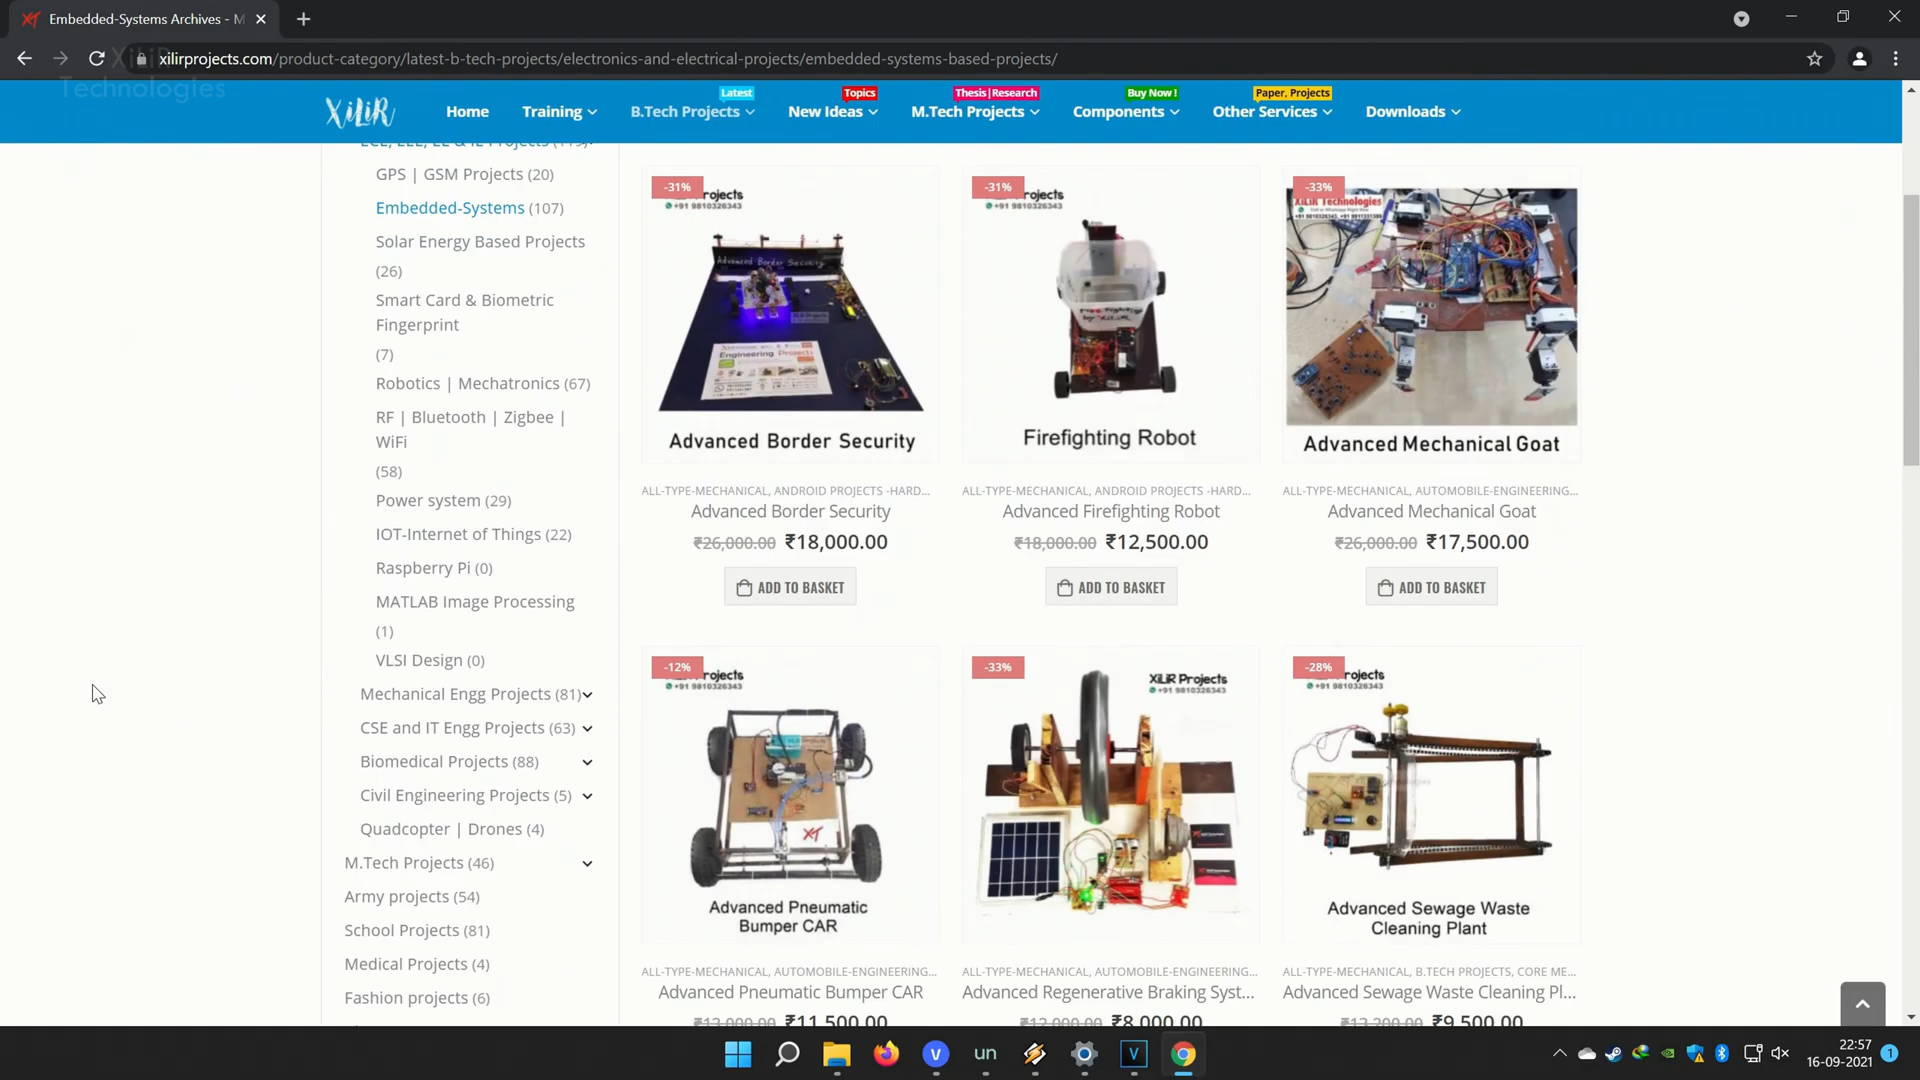 Embedded-Systems Archives - M
XiLiR
Technologies
xilirprojects.com/product-category/latest-b-tech-projects/electronics-and-electrical-projects/embedded-systems-based-projects/
Latest
Topics
Thesis|Research
Buy Now !
Paper, Projects
XiLiR
Home
Training
B.Tech Projects
New Ideas
M.Tech Projects
Components
Other Services
Downloads
ECE, EEE, EE & IE Projects
GPS | GSM Projects (20)
Embedded-Systems (107)
Solar Energy Based Projects
(26)
Smart Card & Biometric
Fingerprint
(7)
Robotics | Mechatronics (67)
RF | Bluetooth | Zigbee |
WiFi
(58)
Power system (29)
IOT-Internet of Things (22)
Raspberry Pi (0)
MATLAB Image Processing
(1)
VLSI Design (0)
Mechanical Engg Projects (81)
CSE and IT Engg Projects (63)
Biomedical Projects (88)
Civil Engineering Projects (5)
Quadcopter | Drones (4)
M.Tech Projects (46)
Army projects (54)
School Projects (81)
Medical Projects (4)
Fashion projects (6)
-31%
Projects
+91 9810326343
Advanced Border Security
Engineering Project
Advanced Border Security
ALL-TYPE-MECHANICAL, ANDROID PROJECTS -HARD...
Advanced Border Security
₹26,000.00 ₹18,000.00
ADD TO BASKET
-31%
Projects
+91 9810326343
Firefighting Robot
ALL-TYPE-MECHANICAL, ANDROID PROJECTS -HARD...
Advanced Firefighting Robot
₹18,000.00 ₹12,500.00
ADD TO BASKET
-33%
XiLiR Technologies
Advanced Mechanical Goat
ALL-TYPE-MECHANICAL, AUTOMOBILE-ENGINEERING...
Advanced Mechanical Goat
₹26,000.00 ₹17,500.00
ADD TO BASKET
-12%
Projects
+91 9810326343
XT
Advanced Pneumatic
Bumper CAR
ALL-TYPE-MECHANICAL, AUTOMOBILE-ENGINEERING...
Advanced Pneumatic Bumper CAR
₹13,000.00 ₹11,500.00
-33%
XiLiR Projects
+91 9810326343
ALL-TYPE-MECHANICAL, AUTOMOBILE-ENGINEERING...
Advanced Regenerative Braking Syst...
₹12,000.00 ₹8,000.00
-28%
Projects
+91 9810326343
Advanced Sewage Waste
Cleaning Plant
ALL-TYPE-MECHANICAL, B.TECH PROJECTS, CORE ME...
Advanced Sewage Waste Cleaning Pl...
₹13,200.00 ₹9,500.00
un
22:57
16-09-2021
1